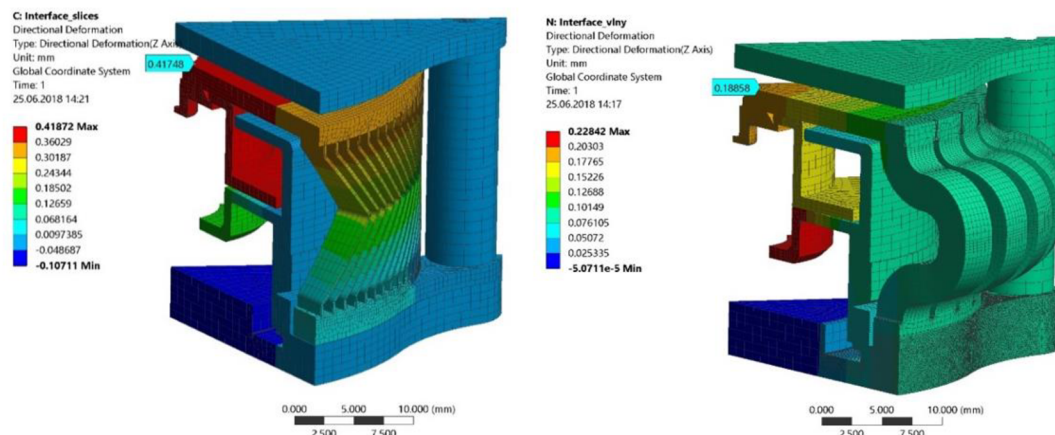 C: Interface_slices
Directional Deformation
Type: Directional Deformation(Z Axis
Unit: mm
Global Coordinate System
Time: 1
25.06.2018 14:21
0.41748
0.41872 Max
0.36029
0.30187
0.24344
0.18502
0.12659
0.068164
0.0097385
-0.048687
-0.10711 Min
0.000 5.000 10.000 (mm)
2.500 7.500
N: Interface_vlny
Directional Deformation
Type: Directional Deformation(Z Axis)
Unit: mm
Global Coordinate System
Time: 1
25.06.2018 14:17
0.18858
0.22842 Max
0.20303
0.17765
0.15226
0.12688
0.10149
0.076105
0.05072
0.025335
-5.0711e-5 Min
0.000 5.000 10.000 (mm)
2.500 7.500